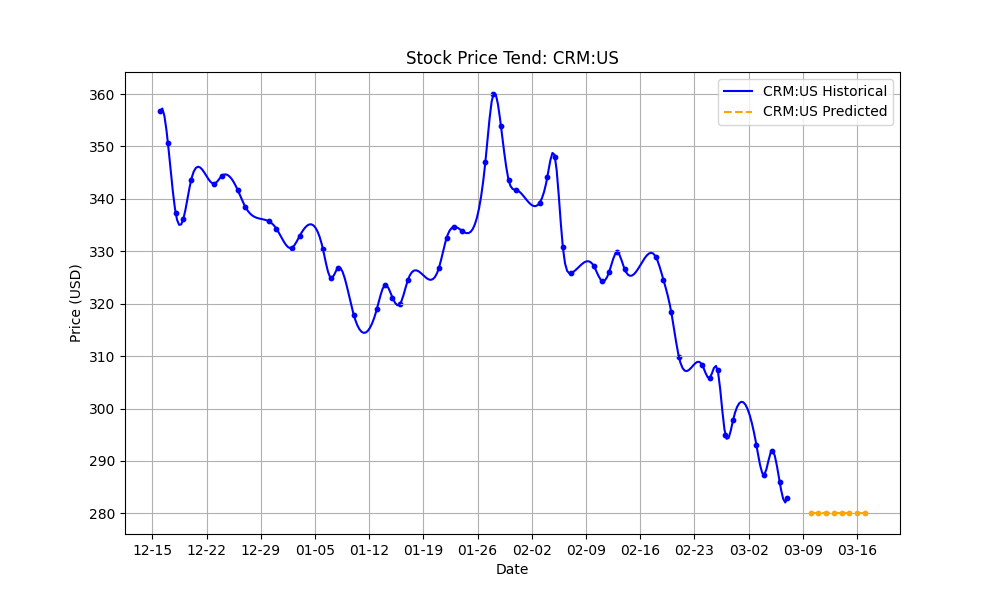 Stock Price Tend: CRM:US
CRM:US Historical
CRM:US Predicted
Price (USD)
360
350
340
330
320
310
300
290
280
12-15 12-22 12-29 01-05 01-12 01-19 01-26 02-02 02-09 02-16 02-23 03-02 03-09 03-16
Date